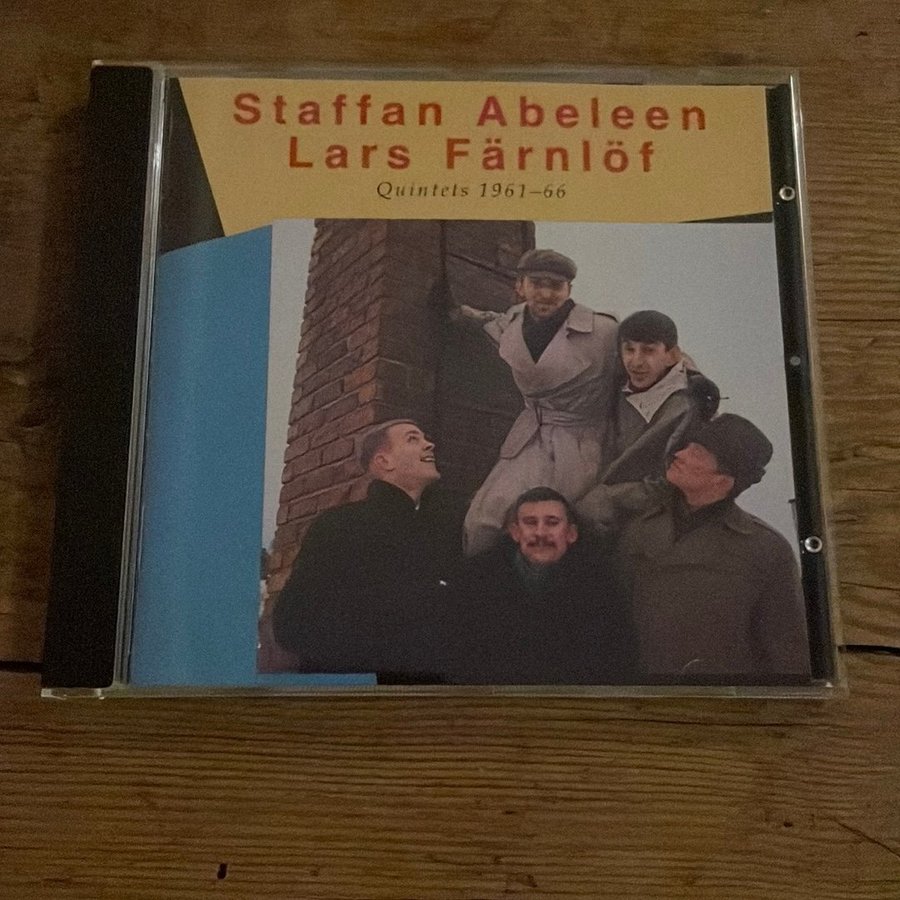 Staffan Abeleen
Lars Färnlöf
Quintets 1961–66